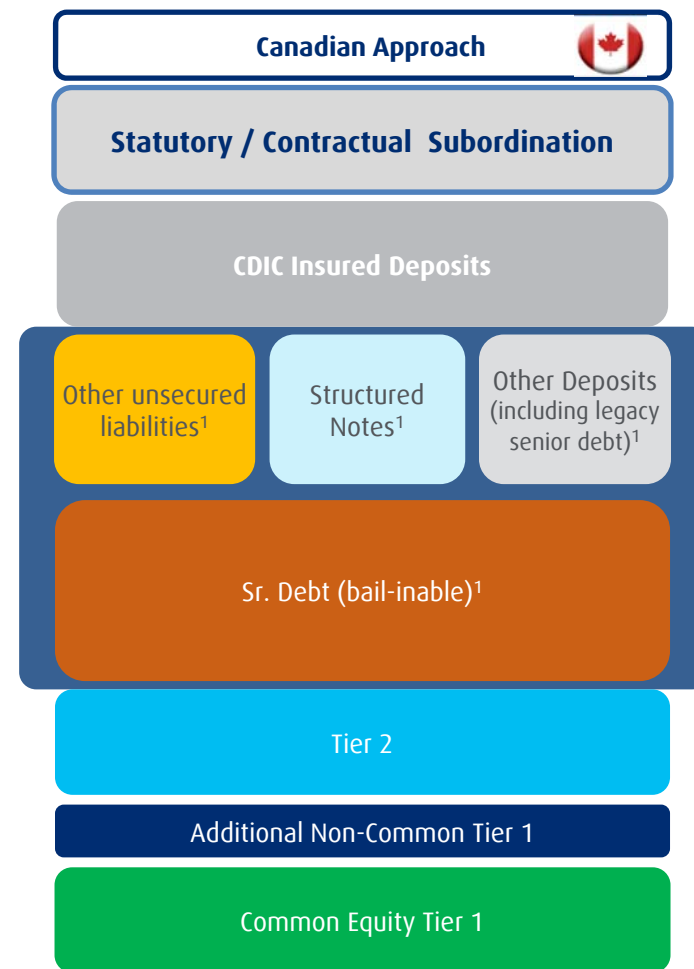 Canadian Approach
Statutory / Contractual Subordination
CDIC Insured Deposits
Other unsecured
liabilities¹
Structured
Notes¹
Other Deposits
(including legacy
senior debt)¹
Sr. Debt (bail-inable)¹
Tier 2
Additional Non-Common Tier 1
Common Equity Tier 1